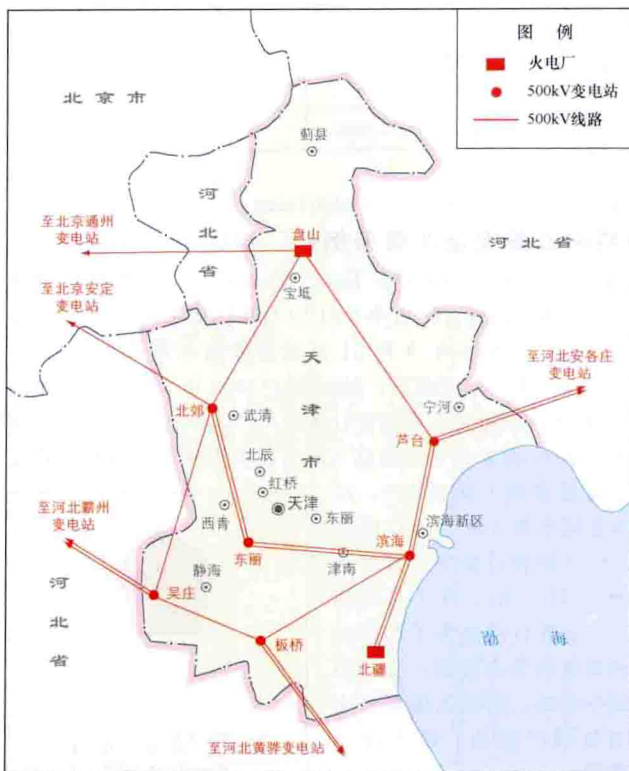 图 例
火电厂
500kV变电站
500kV线路
北京市
蓟县
河北省
至北京通州
变电站
盘山
河北省
宝坻
至北京安定
变电站
天津市
至河北安各庄
变电站
宁河
北郊
武清
芦台
北辰
红桥
天津
至河北霸州
变电站
西青
东丽
滨海新区
东丽
滨海
津南
静海
吴庄
河北省
板桥
渤 海
北疆
至河北黄骅变电站